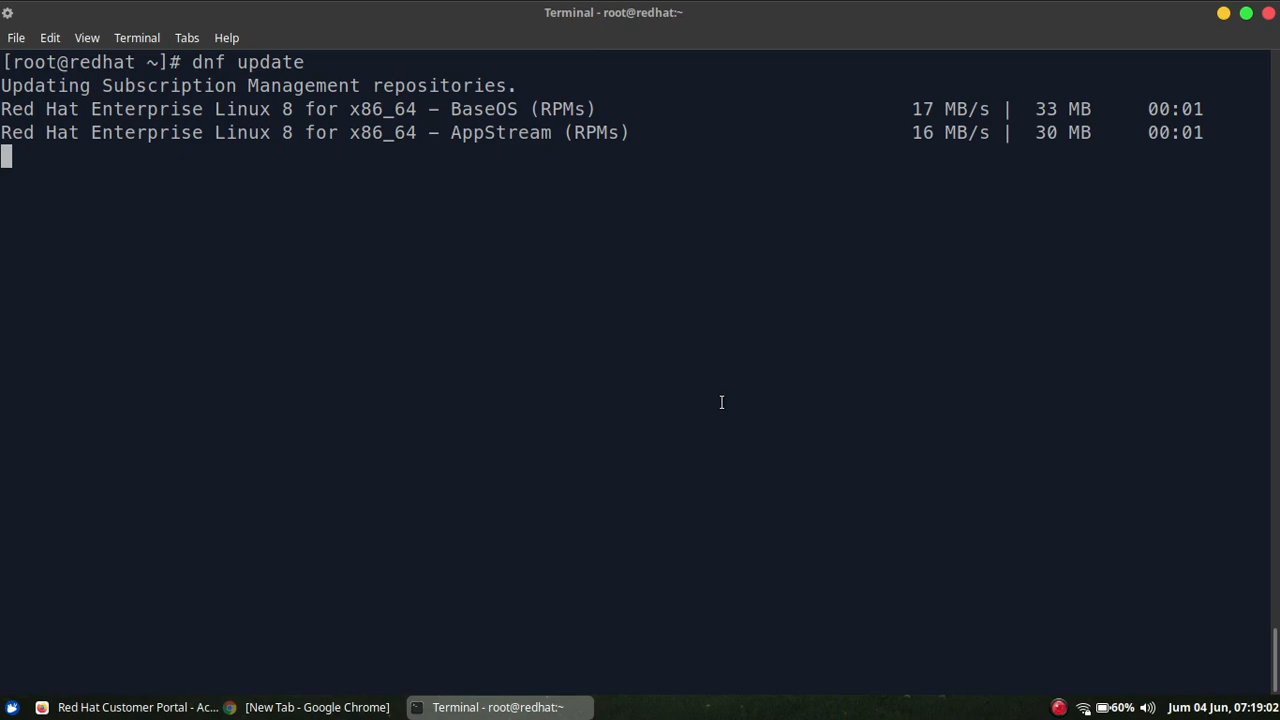 Terminal - root@redhat:~
File Edit View Terminal Tabs Help
[root@redhat ~]# dnf update
Updating Subscription Management repositories.
Red Hat Enterprise Linux 8 for x86_64 - BaseOS (RPMs) 17 MB/s | 33 MB 00:01
Red Hat Enterprise Linux 8 for x86_64 - AppStream (RPMs) 16 MB/s | 30 MB 00:01
Red Hat Customer Portal - Ac... [New Tab - Google Chrome] Terminal - root@redhat:~ 60% Jum 04 Jun, 07:19:02